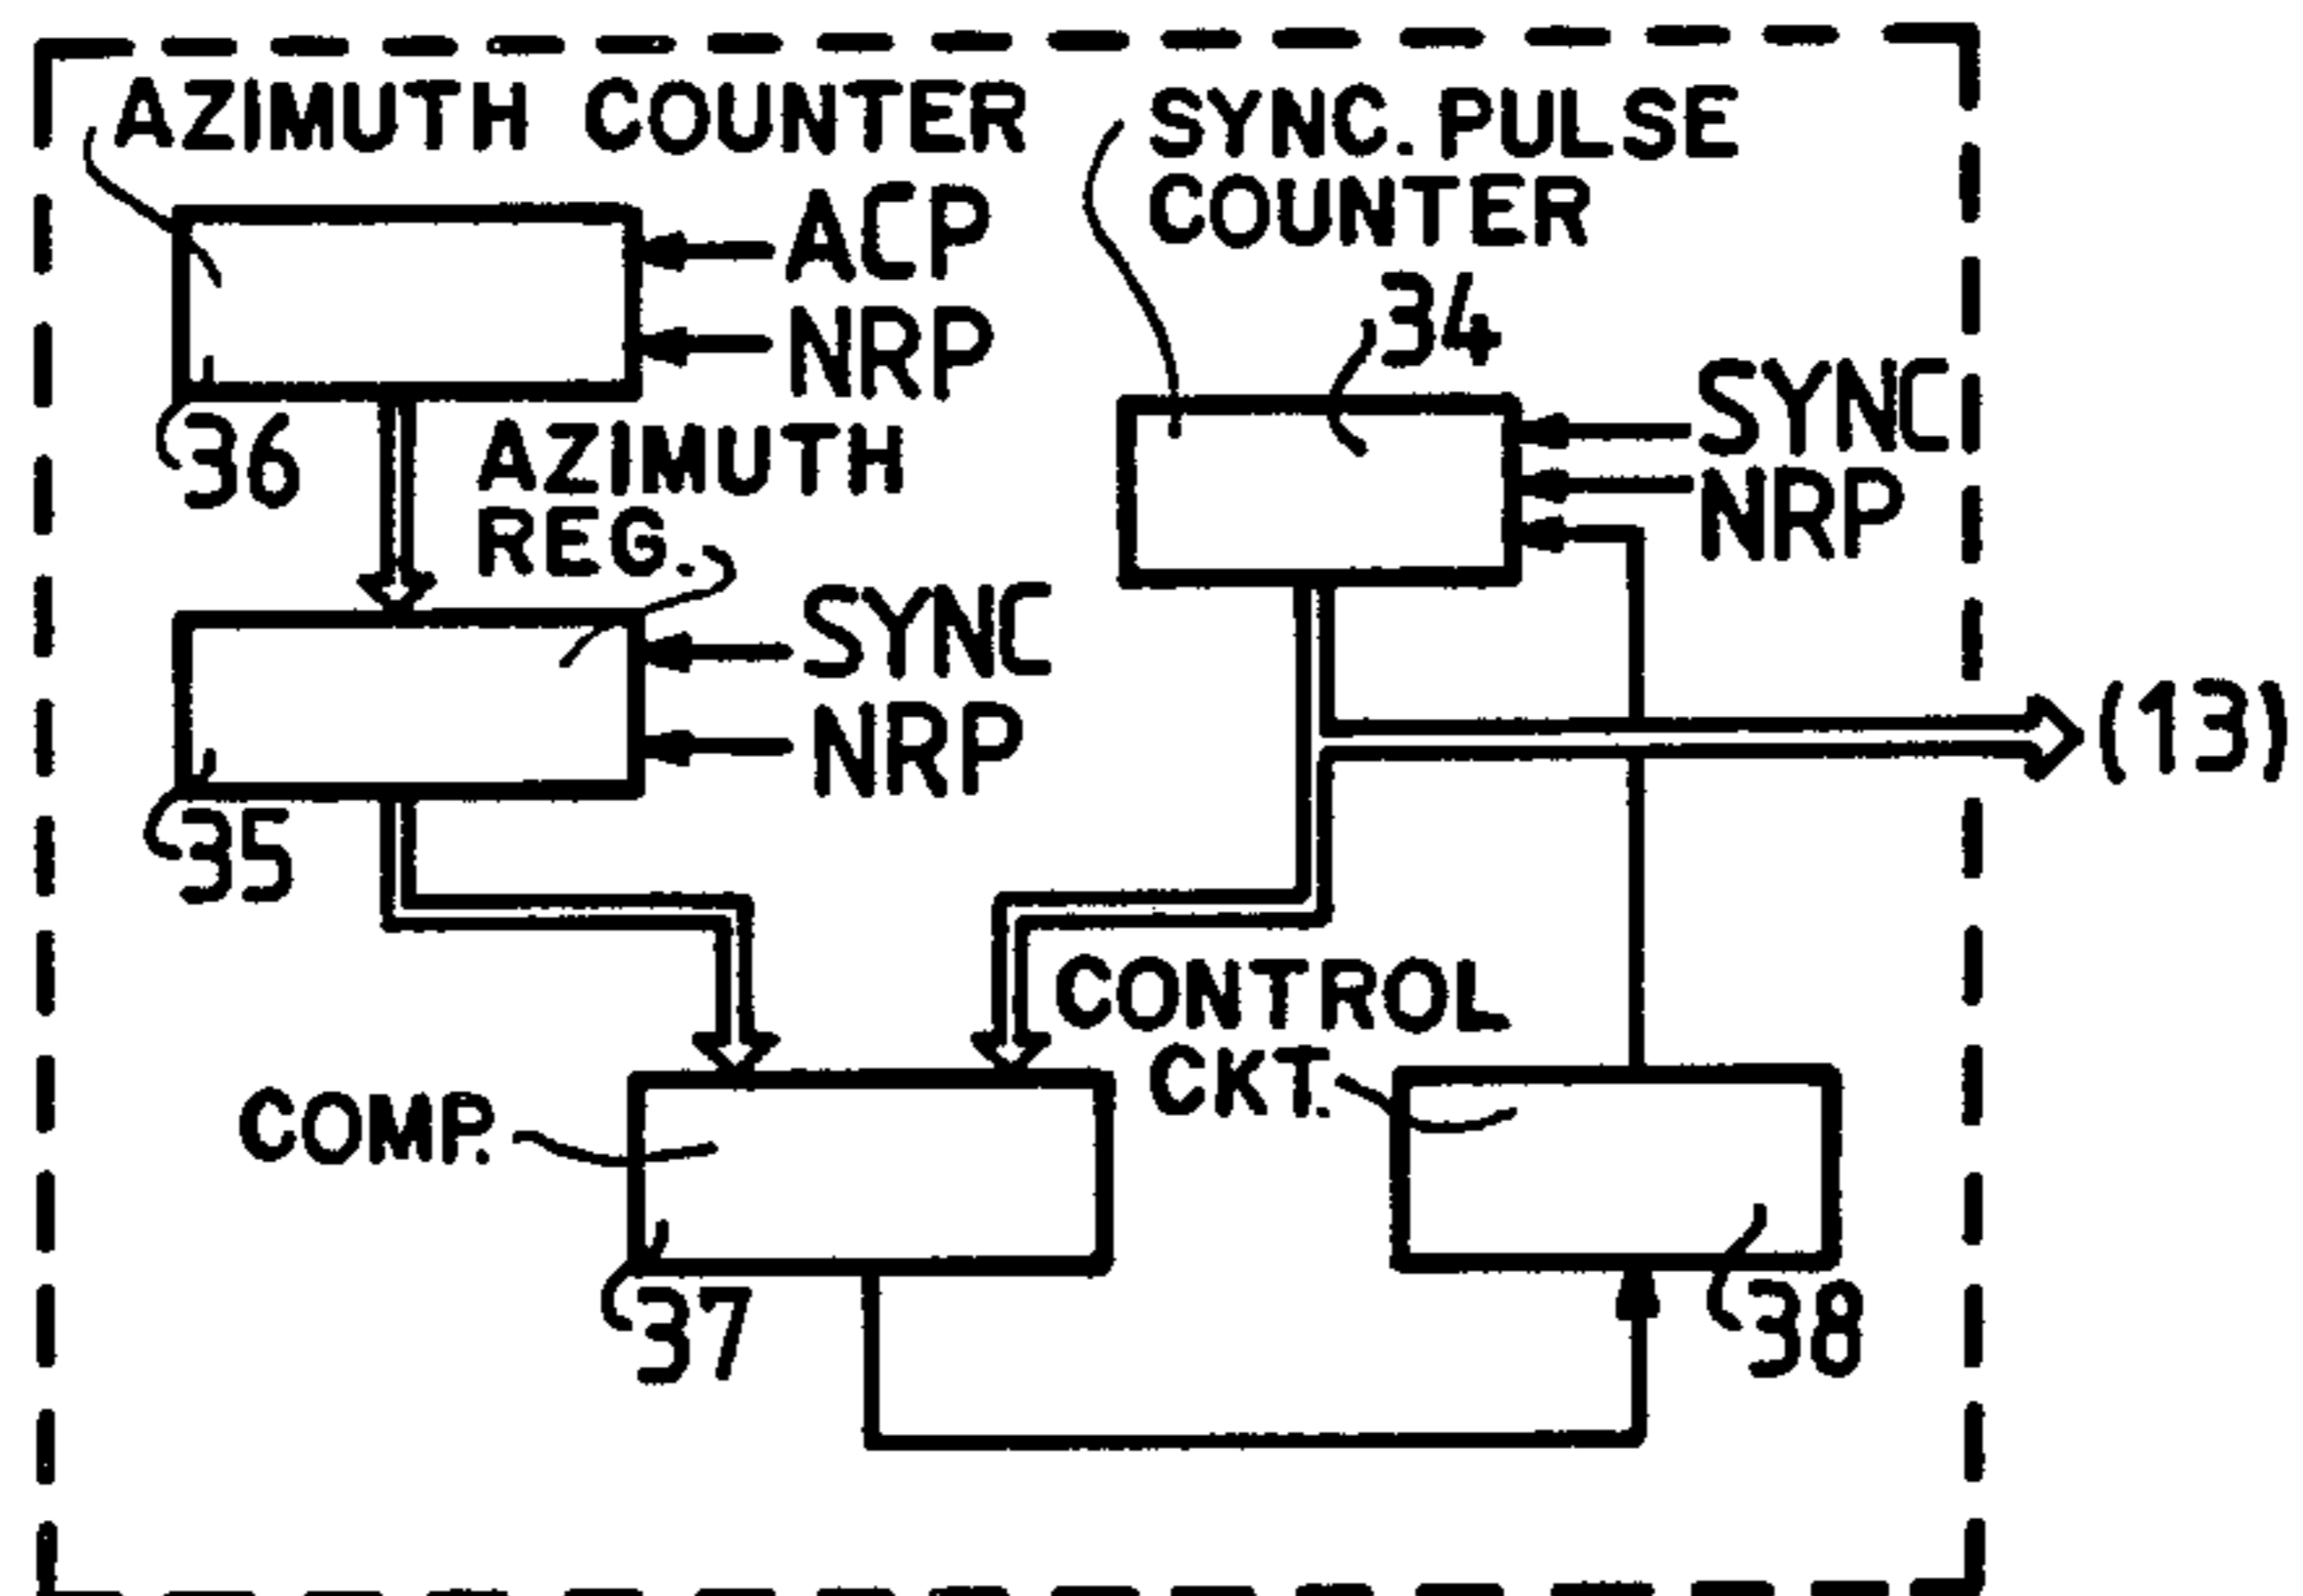 AZIMUTH COUNTER
ACP
NRP
36
AZIMUTH
REG.
SYNC
NRP
35
SYNC. PULSE
COUNTER
34
SYNC
NRP
(13)
COMP.
37
CONTROL
CKT.
38